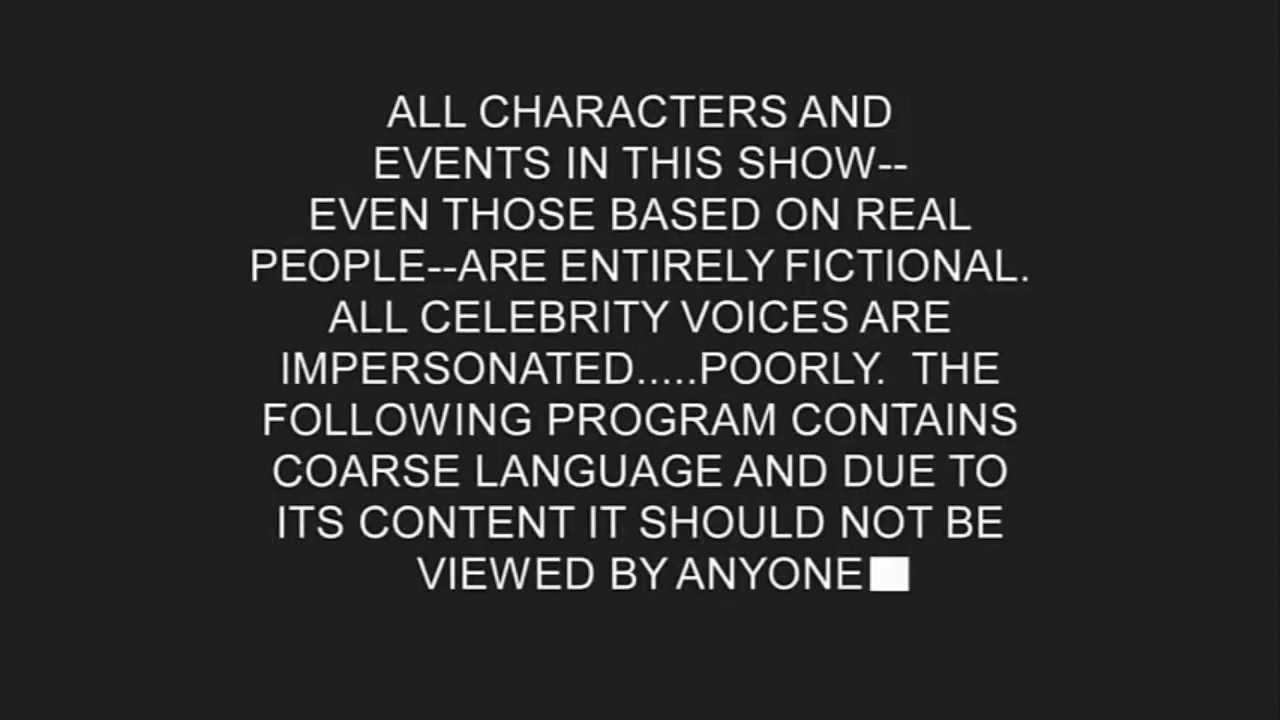 ALL CHARACTERS AND
EVENTS IN THIS SHOW--
EVEN THOSE BASED ON REAL
PEOPLE--ARE ENTIRELY FICTIONAL.
ALL CELEBRITY VOICES ARE
IMPERSONATED.....POORLY.  THE
FOLLOWING PROGRAM CONTAINS
COARSE LANGUAGE AND DUE TO
ITS CONTENT IT SHOULD NOT BE
VIEWED BY ANYONE